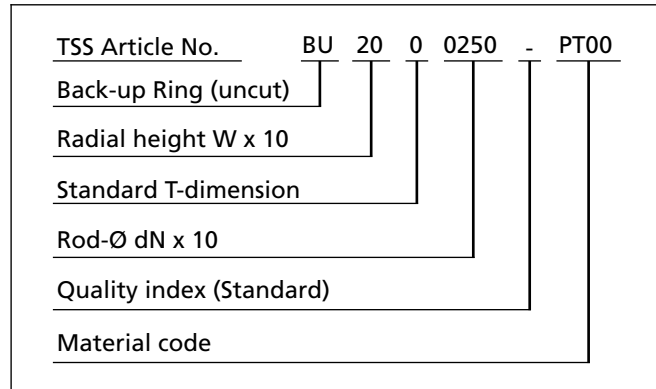 TSS Article No. BU 20 0 0250 - PT00
Back-up Ring (uncut)
Radial height W x 10
Standard T-dimension
Rod-Ø dN x 10
Quality index (Standard)
Material code